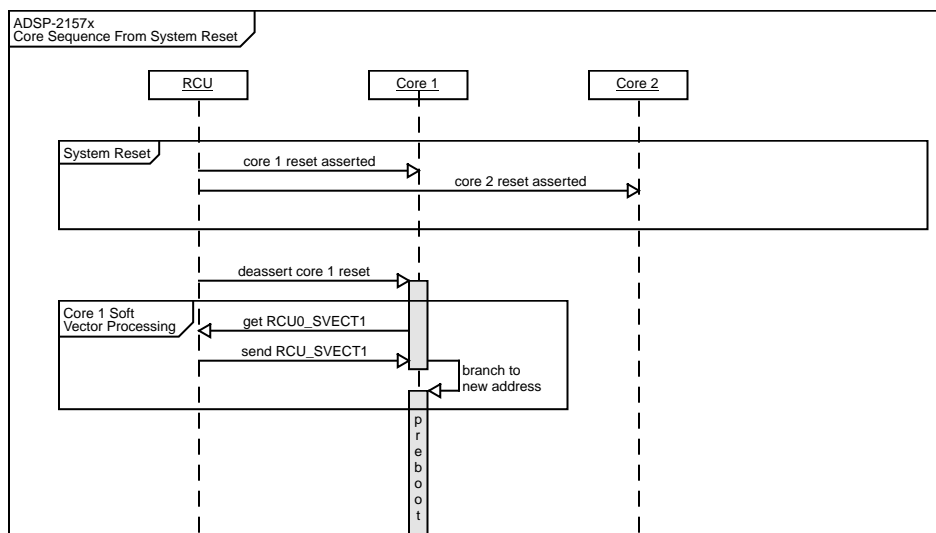 ADSP-2157x
Core Sequence From System Reset
RCU
Core 1
Core 2
System Reset
core 1 reset asserted
core 2 reset asserted
deassert core 1 reset
Core 1 Soft
Vector Processing
get RCU0_SVECT1
send RCU_SVECT1
branch to
new address
preboot